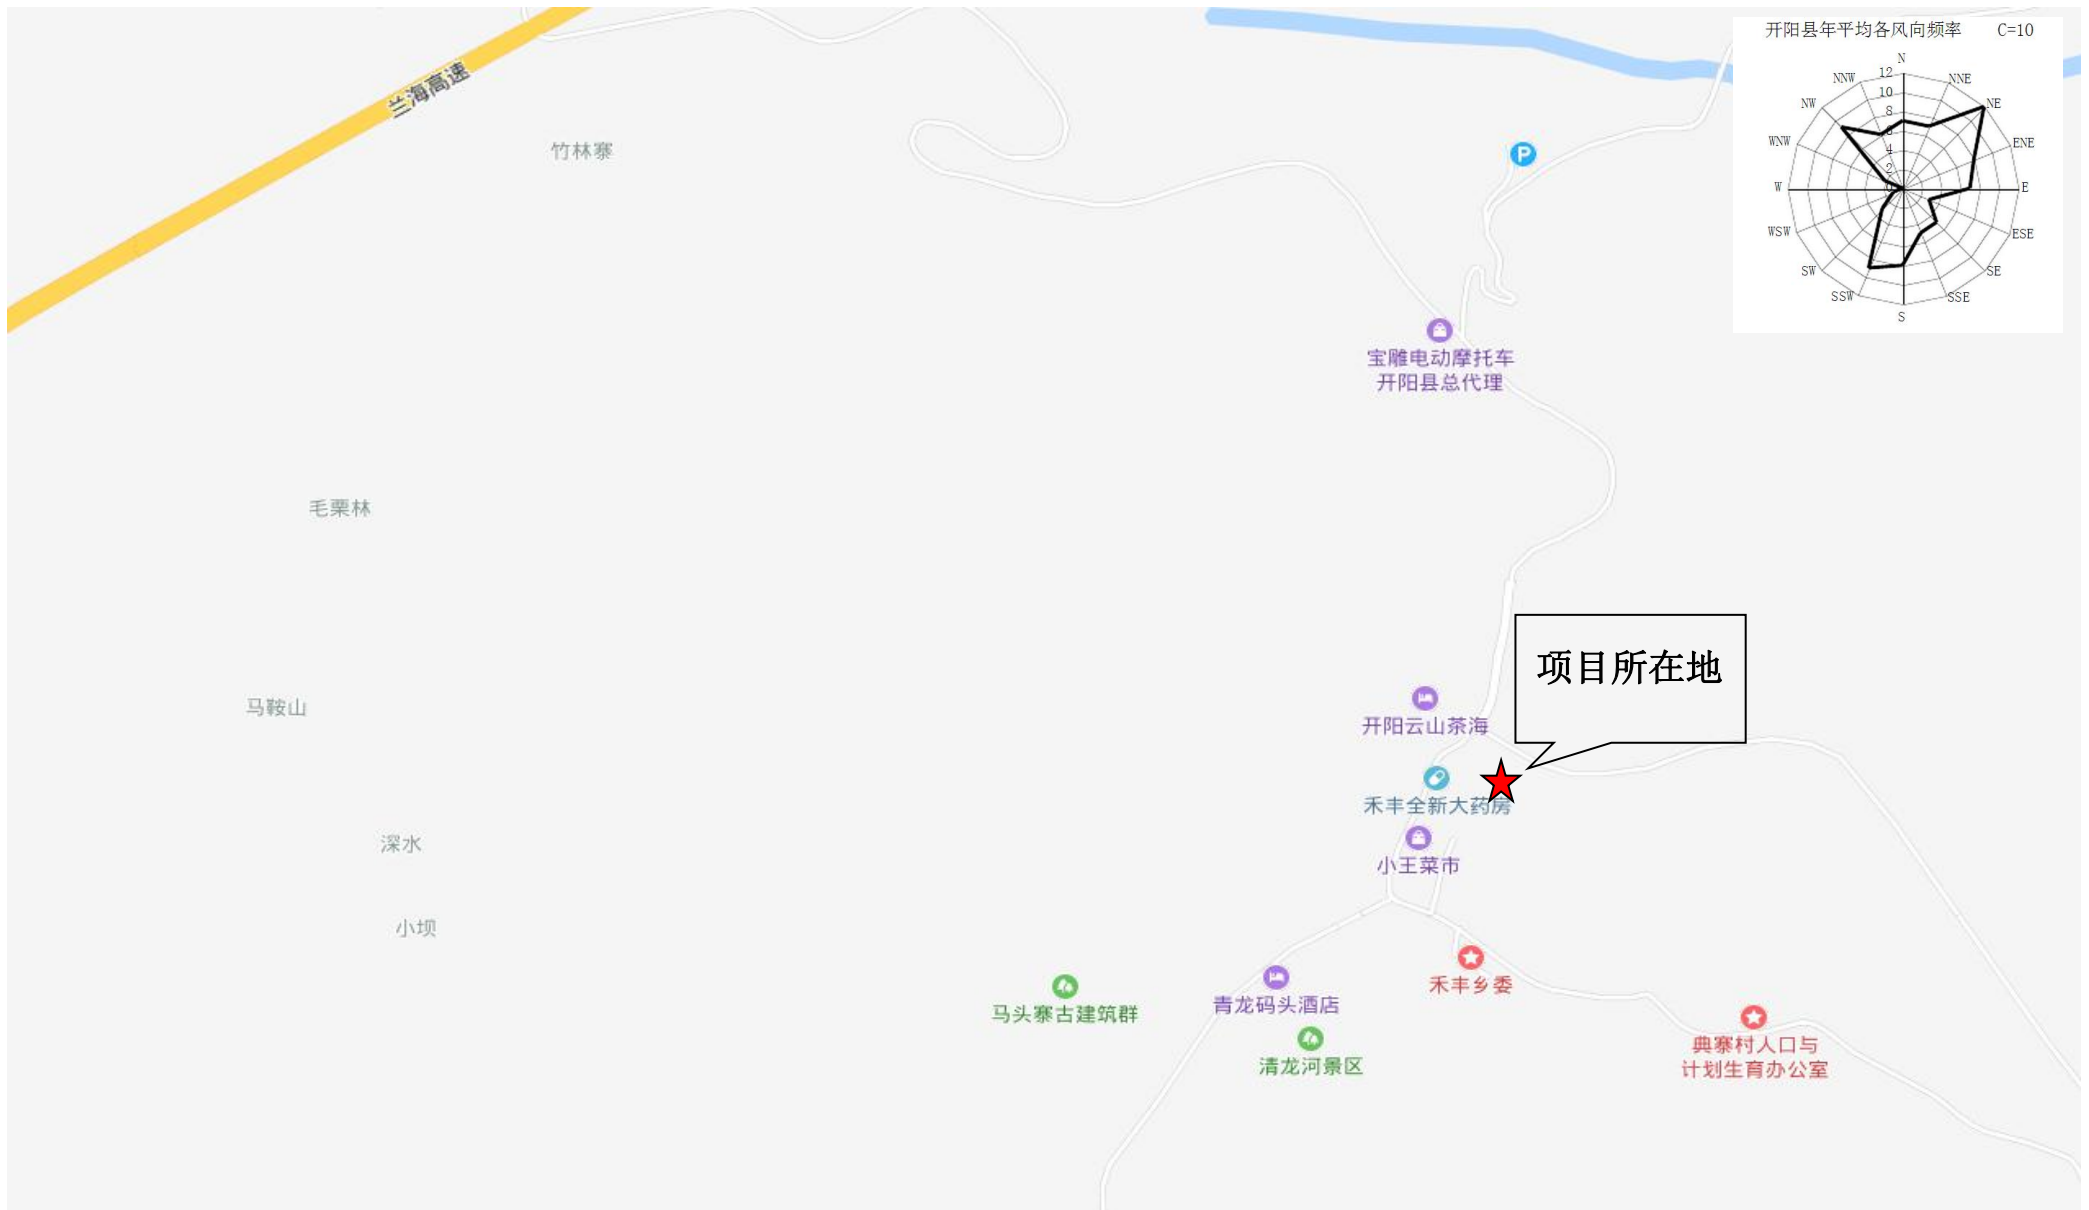 开阳县年平均各风向频率 C=10
N
NNW
12
NNE
10
NW
NE
8
6
WNW
ENE
4
2
W
0
E
WSW
ESE
SW
SE
SSW
SSE
S
兰海高速
竹林寨
P
宝雕电动摩托车
开阳县总代理
毛栗林
项目所在地
马鞍山
开阳云山茶海
禾丰全新大药房
深水
小王菜市
小坝
禾丰乡委
青龙码头酒店
马头寨古建筑群
典寨村人口与
计划生育办公室
清龙河景区